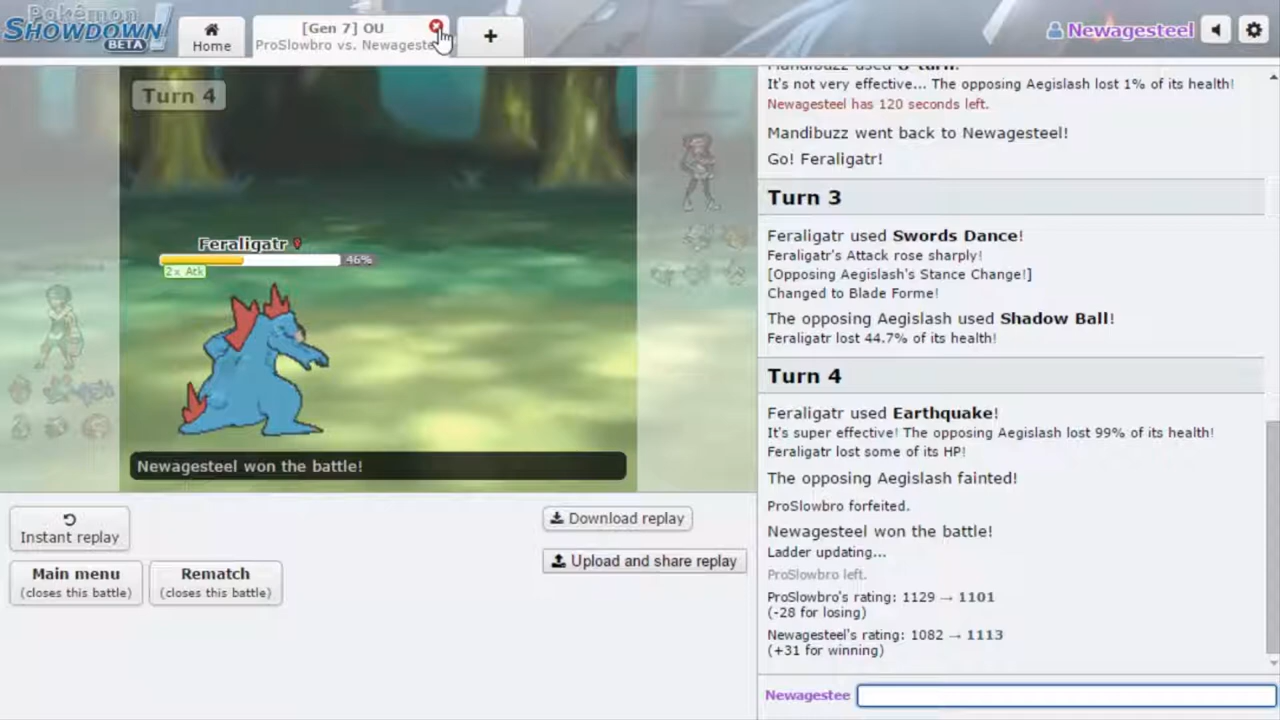 Pokémon
SHOWDOWN!
BETA
Home
[Gen 7] OU
ProSlowbro vs. Newageste
+
Newagesteel
Turn 4
Feraligatr
46%
2x Atk
Newagesteel won the battle!
Instant replay
Download replay
Upload and share replay
Main menu
(closes this battle)
Rematch
(closes this battle)
Mandibuzz used U-turn!
It's not very effective... The opposing Aegislash lost 1% of its health!
Newagesteel has 120 seconds left.
Mandibuzz went back to Newagesteel!
Go! Feraligatr!
Turn 3
Feraligatr used Swords Dance!
Feraligatr's Attack rose sharply!
[Opposing Aegislash's Stance Change!]
Changed to Blade Forme!
The opposing Aegislash used Shadow Ball!
Feraligatr lost 44.7% of its health!
Turn 4
Feraligatr used Earthquake!
It's super effective! The opposing Aegislash lost 99% of its health!
Feraligatr lost some of its HP!
The opposing Aegislash fainted!
ProSlowbro forfeited.
Newagesteel won the battle!
Ladder updating...
ProSlowbro left.
ProSlowbro's rating: 1129 → 1101
(-28 for losing)
Newagesteel's rating: 1082 → 1113
(+31 for winning)
Newagestee